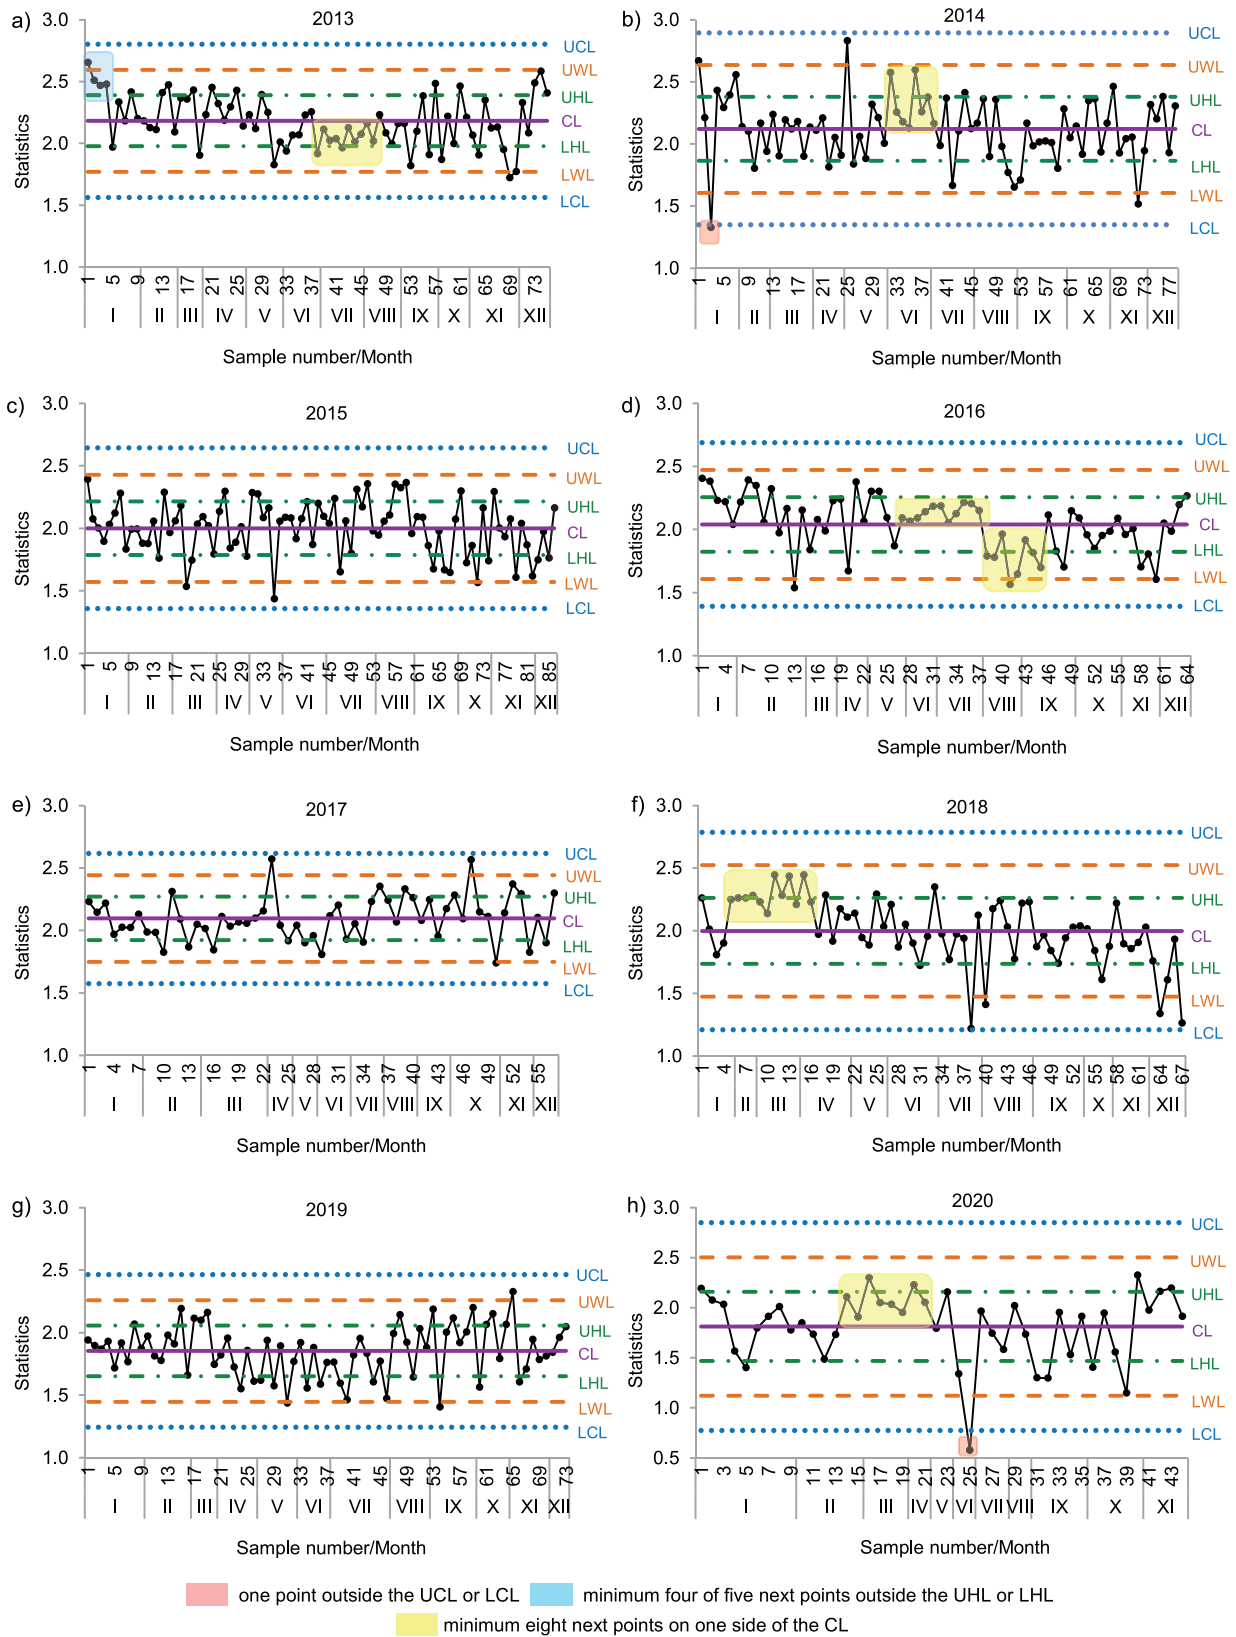 a) 2013
3.0
2.5
2.0
1.5
1.0
Statistics
UCL
UWL
UHL
CL
LHL
LWL
LCL
1 5 9 13 17 21 25 29 33 37 41 45 49 53 57 61 65 69 73
I II III IV V VI VII VIII IX X XI XII
Sample number/Month
b) 2014
3.0
2.5
2.0
1.5
1.0
Statistics
UCL
UWL
UHL
CL
LHL
LWL
LCL
1 5 9 13 17 21 25 29 33 37 41 45 49 53 57 61 65 69 73 77
I II III IV V VI VII VIII IX X XI XII
Sample number/Month
c) 2015
3.0
2.5
2.0
1.5
1.0
Statistics
UCL
UWL
UHL
CL
LHL
LWL
LCL
1 5 9 13 17 21 25 29 33 37 41 45 49 53 57 61 65 69 73 77 81 85
I II III IV V VI VII VIII IX X XI XII
Sample number/Month
d) 2016
3.0
2.5
2.0
1.5
1.0
Statistics
UCL
UWL
UHL
CL
LHL
LWL
LCL
1 4 7 10 13 16 19 22 25 28 31 34 37 40 43 46 49 52 55 58 61 64
I II III IV V VI VII VIII IX X XI XII
Sample number/Month
e) 2017
3.0
2.5
2.0
1.5
1.0
Statistics
UCL
UWL
UHL
CL
LHL
LWL
LCL
1 4 7 10 13 16 19 22 25 28 31 34 37 40 43 46 49 52 55
I II III IV V VI VII VIII IX X XI XII
Sample number/Month
f) 2018
3.0
2.5
2.0
1.5
1.0
Statistics
UCL
UWL
UHL
CL
LHL
LWL
LCL
1 4 7 10 13 16 19 22 25 28 31 34 37 40 43 46 49 52 55 58 61 64 67
I II III IV V VI VII VIII IX X XI XII
Sample number/Month
g) 2019
3.0
2.5
2.0
1.5
1.0
Statistics
UCL
UWL
UHL
CL
LHL
LWL
LCL
1 5 9 13 17 21 25 29 33 37 41 45 49 53 57 61 65 69 73
I II III IV V VI VII VIII IX X XI XII
Sample number/Month
h) 2020
3.0
2.5
2.0
1.5
1.0
0.5
Statistics
UCL
UWL
UHL
CL
LHL
LWL
LCL
1 3 5 7 9 11 13 15 17 19 21 23 25 27 29 31 33 35 37 39 41 43
I II III IV V VI VII VIII IX X XI
Sample number/Month
one point outside the UCL or LCL minimum four of five next points outside the UHL or LHL
minimum eight next points on one side of the CL